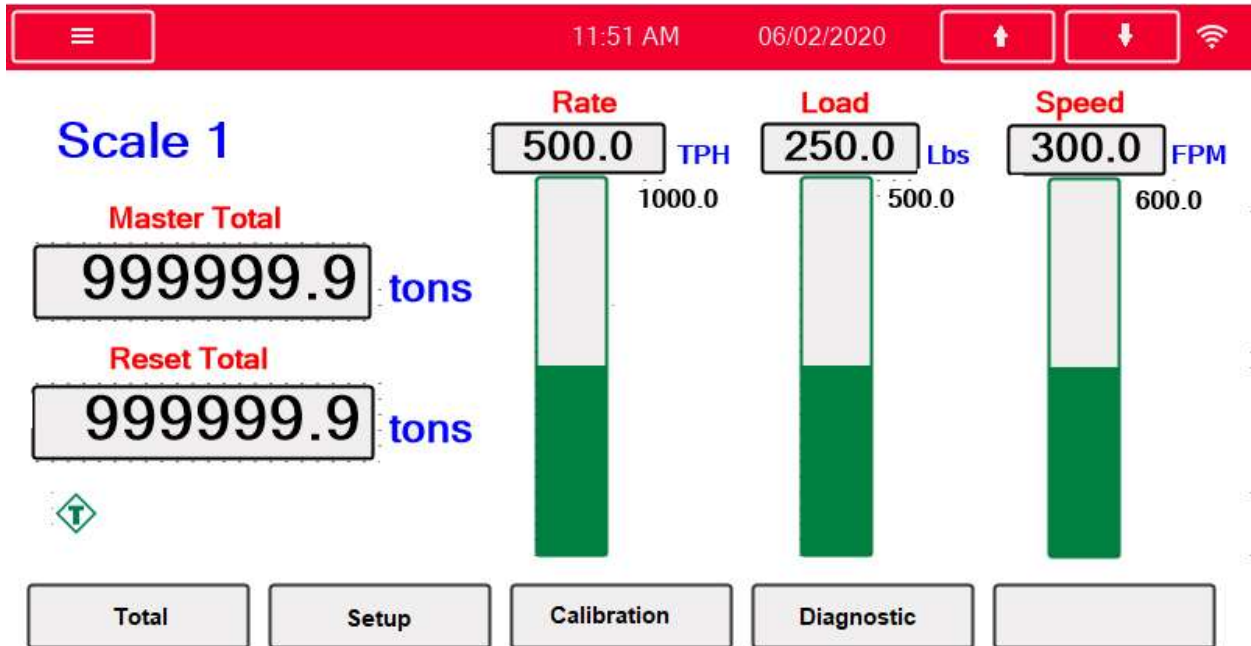 11:51 AM 06/02/2020
Scale 1
Rate Load Speed
500.0 TPH 250.0 Lbs 300.0 FPM
1000.0 500.0 600.0
Master Total
999999.9 tons
Reset Total
999999.9 tons
T
Total Setup Calibration Diagnostic